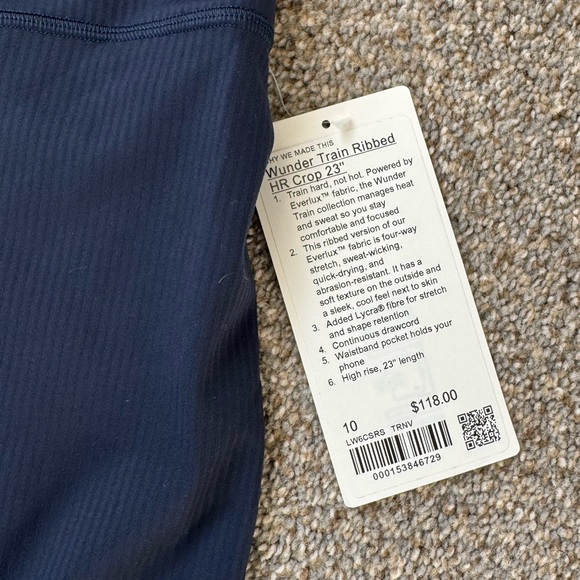 WHY WE MADE THIS
Wunder Train Ribbed
HR Crop 23"
1. Train hard, not hot. Powered by
Everlux™ fabric, the Wunder
Train collection manages heat
and sweat so you stay
comfortable and focused
2. This ribbed version of our
Everlux™ fabric is four-way
stretch, sweat-wicking,
quick-drying, and
abrasion-resistant. It has a
soft texture on the outside and
a sleek, cool feel next to skin
3. Added Lycra® fibre for stretch
and shape retention
4. Continuous drawcord
5. Waistband pocket holds your
phone
6. High rise, 23" length
10 $118.00
LW6CSRS TRNV
000153846729